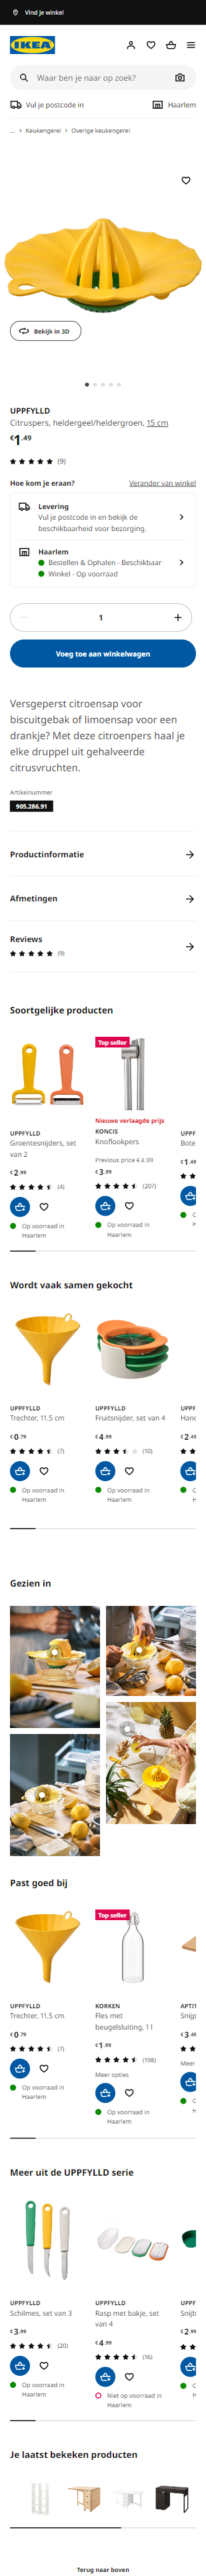 Vind je winkel
IKEA
Waar ben je naar op zoek?
Vul je postcode in
Haarlem
... › Keukengerei › Overige keukengerei
Bekijk in 3D
UPPFYLLD
Citruspers, heldergeel/heldergroen, 15 cm
€1.49
(9)
Hoe kom je eraan?
Verander van winkel
Levering
Vul je postcode in en bekijk de
beschikbaarheid voor bezorging.
Haarlem
Bestellen & Ophalen - Beschikbaar
Winkel - Op voorraad
1
Voeg toe aan winkelwagen
Versgeperst citroensap voor
biscuitgebak of limoensap voor een
drankje? Met deze citroenpers haal je
elke druppel uit gehalveerde
citrusvruchten.
Artikelnummer
905.286.91
Productinformatie
Afmetingen
Reviews
(9)
Soortgelijke producten
Top seller
Nieuwe verlaagde prijs
UPPFYLLD
Groentesnijders, set
van 2
€2.99
(4)
Op voorraad in
Haarlem
KONCIS
Knoflookpers
Previous price €4.99
€3.99
(207)
Op voorraad in
Haarlem
UPPF
Bote
€1.49
Wordt vaak samen gekocht
UPPFYLLD
Trechter, 11.5 cm
€0.79
(7)
Op voorraad in
Haarlem
UPPFYLLD
Fruitsnijder, set van 4
€4.99
(10)
Op voorraad in
Haarlem
UPPF
Hand
€2.49
Gezien in
Past goed bij
Top seller
UPPFYLLD
Trechter, 11.5 cm
€0.79
(7)
Op voorraad in
Haarlem
KORKEN
Fles met
beugelsluiting, 1 l
€1.99
(198)
Meer opties
Op voorraad in
Haarlem
APTIT
Snijp
Meer
Meer uit de UPPFYLLD serie
UPPFYLLD
Schilmes, set van 3
€3.99
(20)
Op voorraad in
Haarlem
UPPFYLLD
Rasp met bakje, set
van 4
€4.99
(16)
Niet op voorraad in
Haarlem
UPPF
Snijb
Je laatst bekeken producten
Terug naar boven